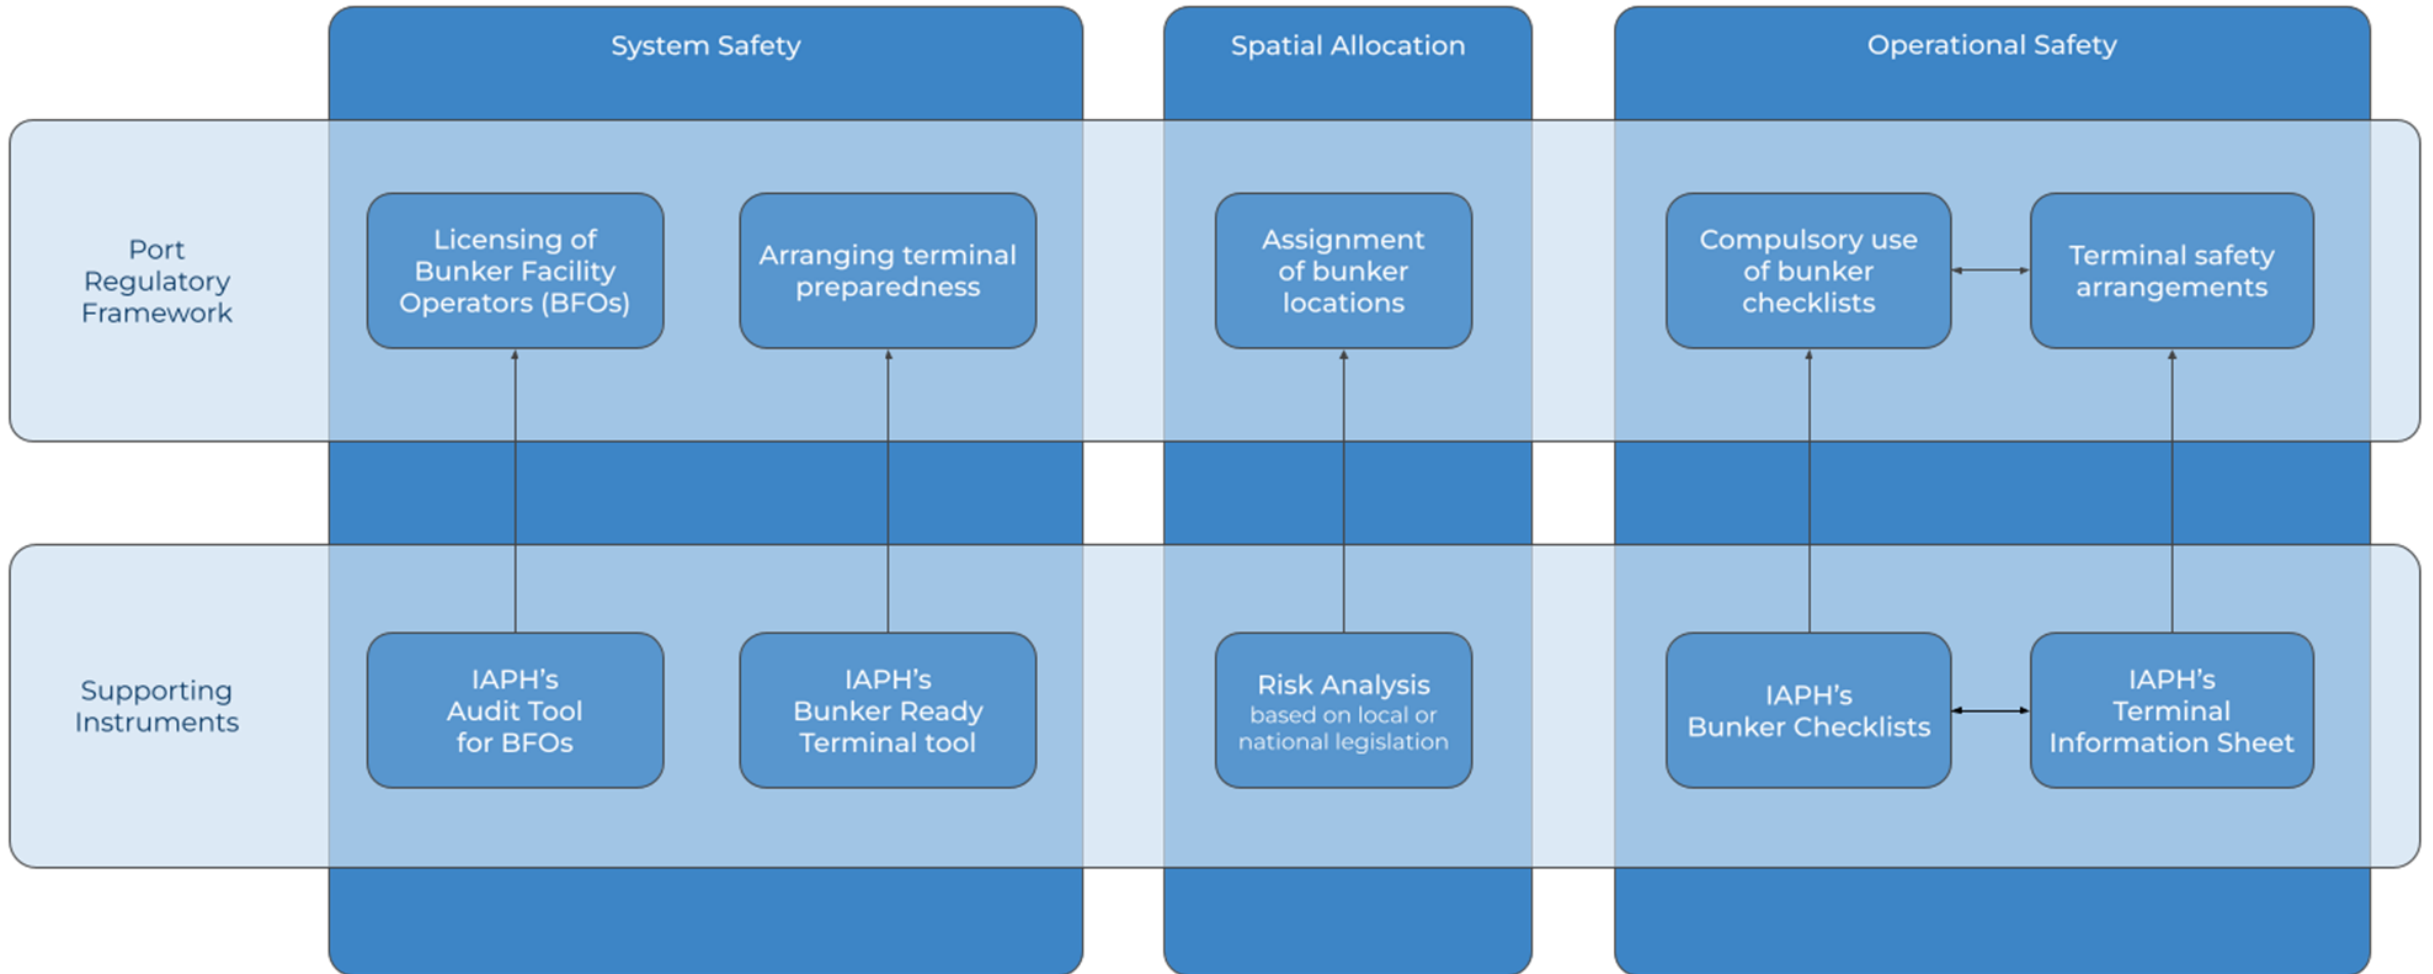 System Safety
Spatial Allocation
Operational Safety
Port
Regulatory
Framework
Licensing of
Bunker Facility
Operators (BFOs)
Arranging terminal
preparedness
Assignment
of bunker
locations
Compulsory use
of bunker
checklists
Terminal safety
arrangements
Supporting
Instruments
IAPH’s
Audit Tool
for BFOs
IAPH’s
Bunker Ready
Terminal tool
Risk Analysis
based on local or
national legislation
IAPH’s
Bunker Checklists
IAPH’s
Terminal
Information Sheet